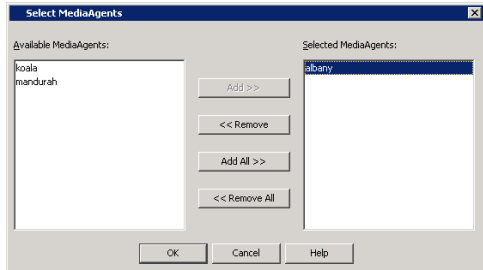 Select MediaAgents
Available MediaAgents:
Selected MediaAgents:
koala
mandurah
albany
Add >>
<< Remove
Add All >>
<< Remove All
OK
Cancel
Help